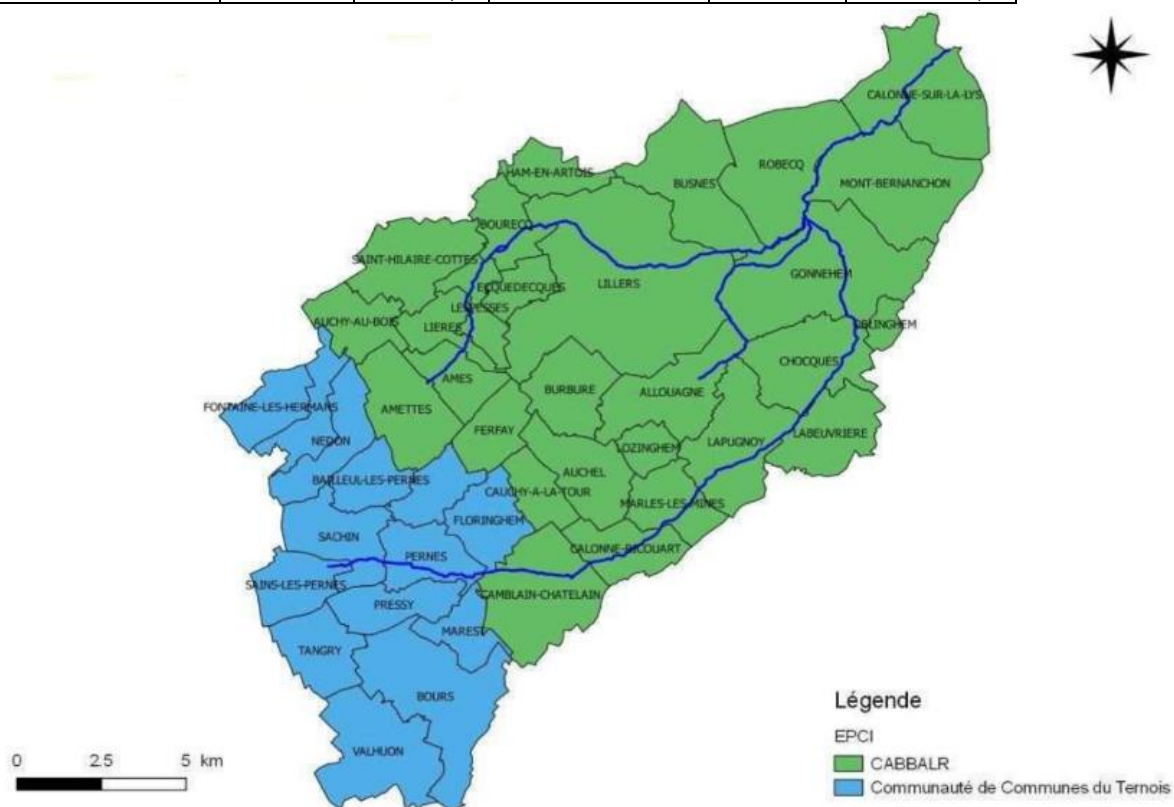 CALONNE-SUR-LA-LYS
ROBECQ
HAM-EN-ARTOIS
BUSNES
MONT-BERNANCHON
BOURECQ
SAINT-HILAIRE-COTTES
GONNEHEM
ECQUEDECQUES
LILLERS
LESPESSES
AUCHY-AU-BOIS
LIERES
CHOCQUES
AMES
BURBURE
ALLOUAGNE
FONTAINE-LES-HERMANS
AMETTES
FERFAY
LABEUVRIERE
NEDON
LOZINGHEM
LAPUGNOY
BAILLEUL-LES-PERNES
AUCHEL
CAUCHY-A-LA-TOUR
MARLES-LES-MINES
FLORINGHEM
SACHIN
CALONNE-RICOUART
PERNES
SAINS-LES-PERNES
CAMBLAIN-CHATELAIN
PRESSY
MAREST
TANGRY
BOURS
VALHUON
0 2.5 5 km
Légende
EPCI
CABBALR
Communauté de Communes du Ternois